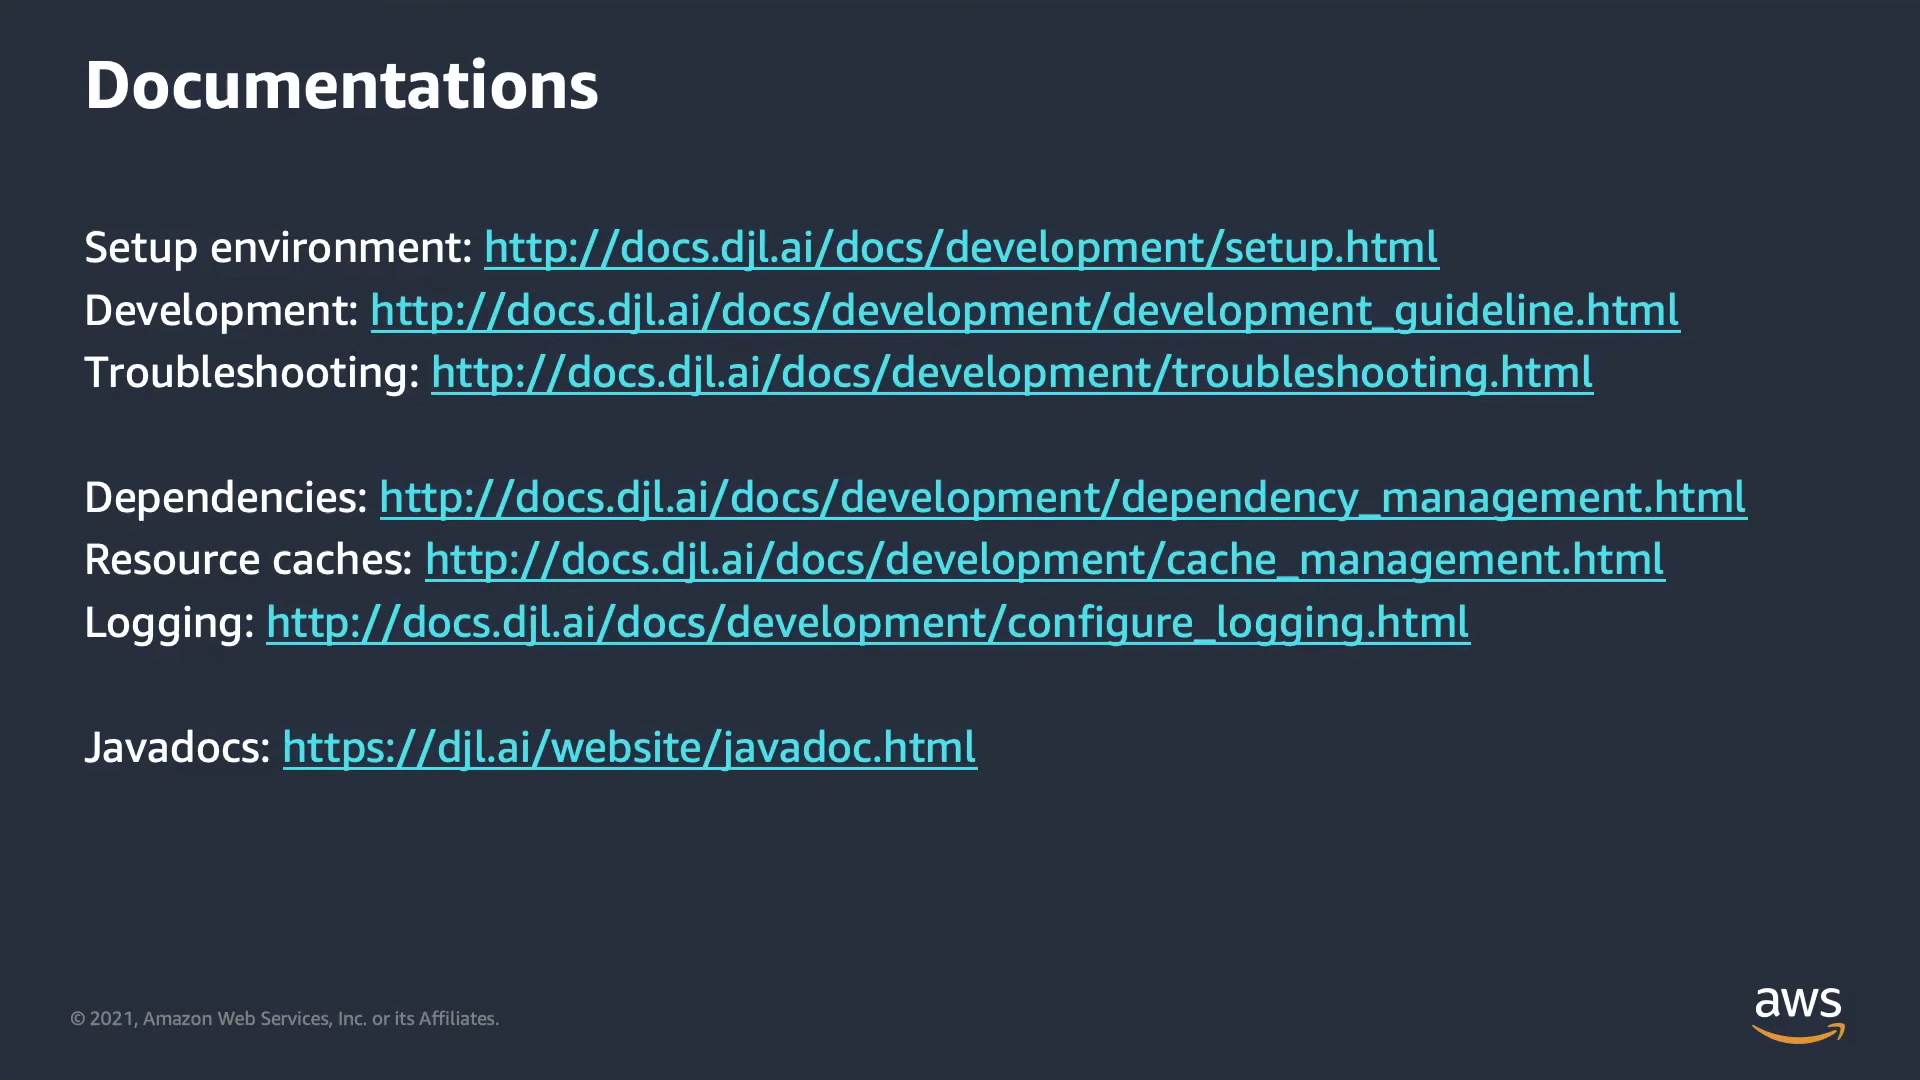 Documentations
Setup environment: http://docs.djl.ai/docs/development/setup.html
Development: http://docs.djl.ai/docs/development/development_guideline.html
Troubleshooting: http://docs.djl.ai/docs/development/troubleshooting.html
Dependencies: http://docs.djl.ai/docs/development/dependency_management.html
Resource caches: http://docs.djl.ai/docs/development/cache_management.html
Logging: http://docs.djl.ai/docs/development/configure_logging.html
Javadocs: https://djl.ai/website/javadoc.html
© 2021, Amazon Web Services, Inc. or its Affiliates.
aws